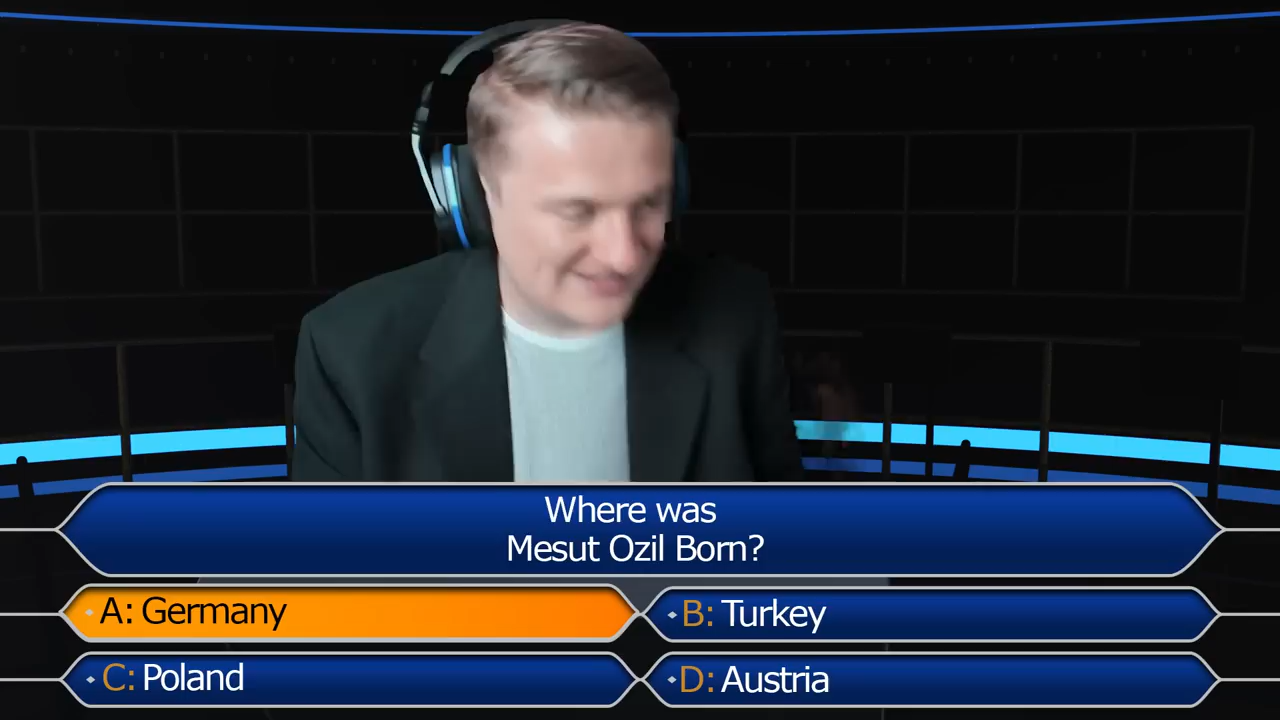 Where was
Mesut Ozil Born?
A: Germany
B: Turkey
C: Poland
D: Austria